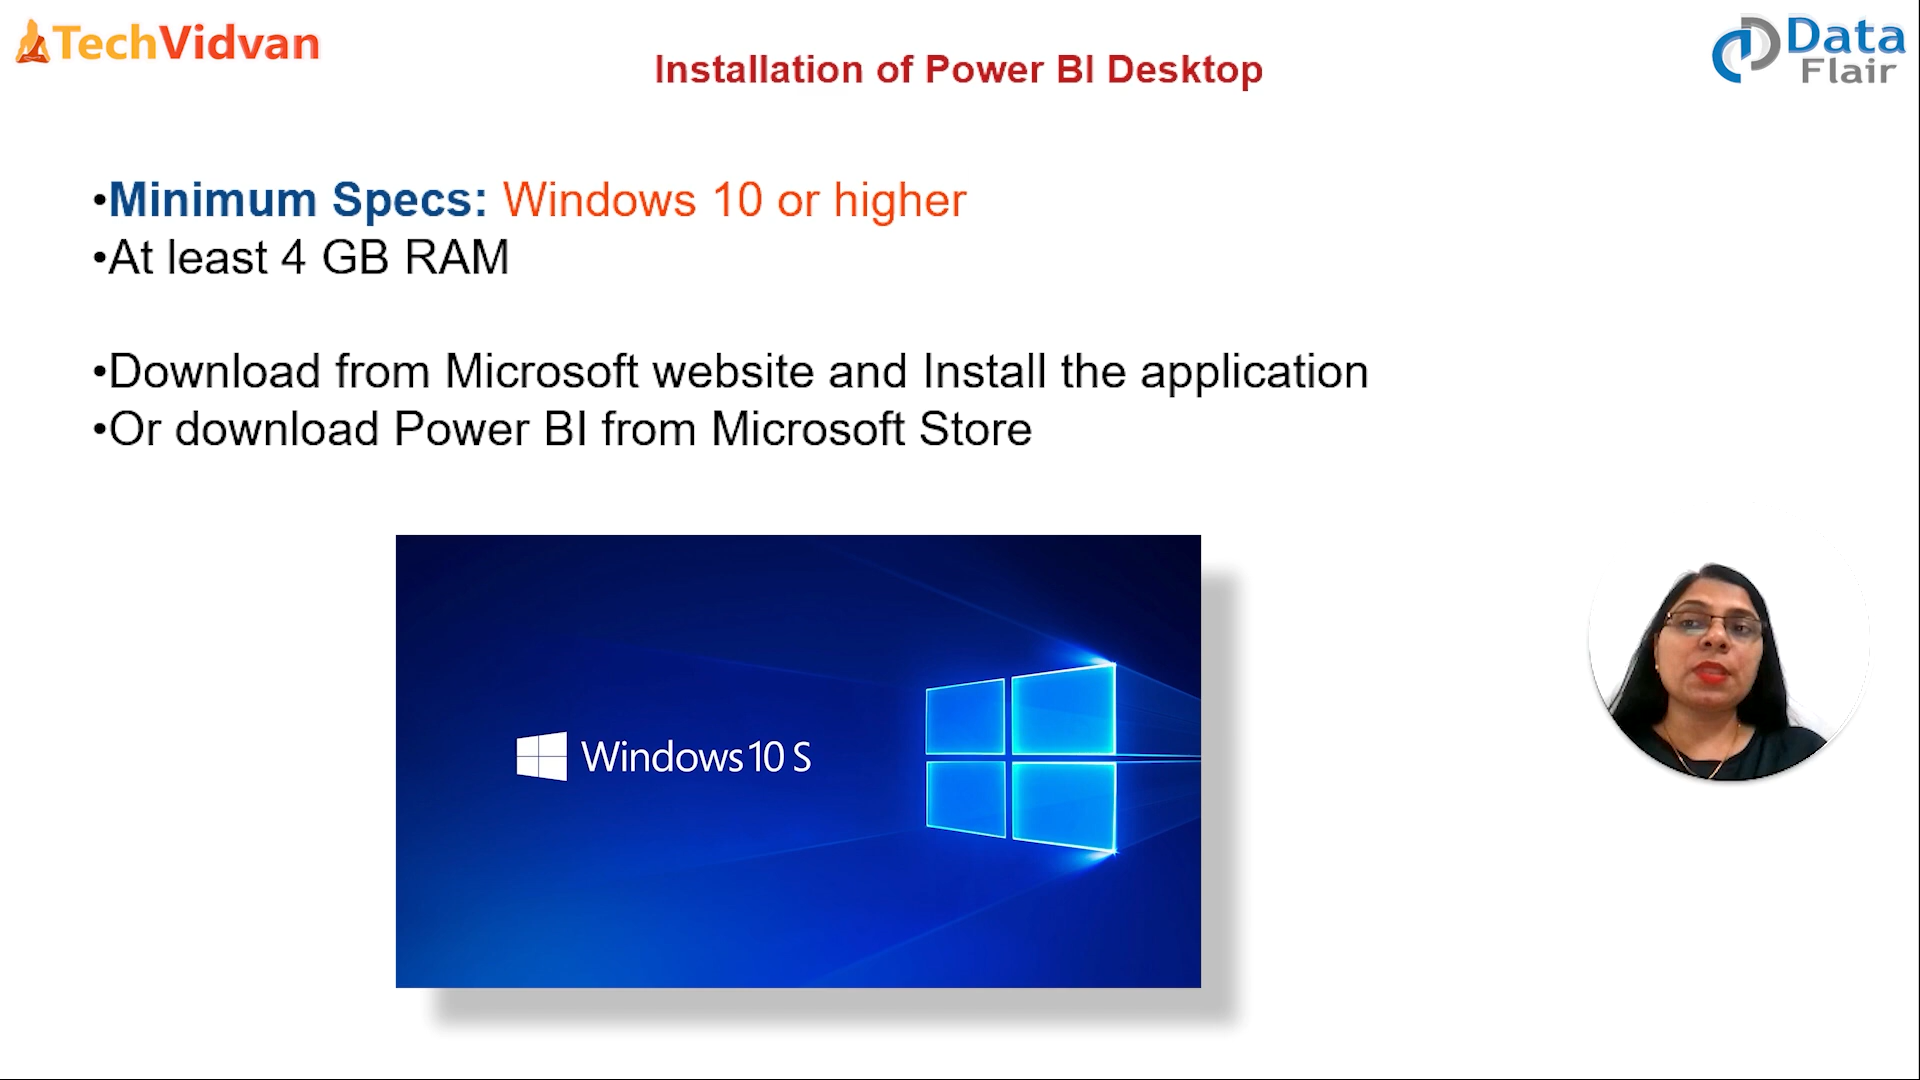 TechVidvan
Data
Flair
Installation of Power BI Desktop
•Minimum Specs: Windows 10 or higher
•At least 4 GB RAM
•Download from Microsoft website and Install the application
•Or download Power BI from Microsoft Store
Windows 10 S